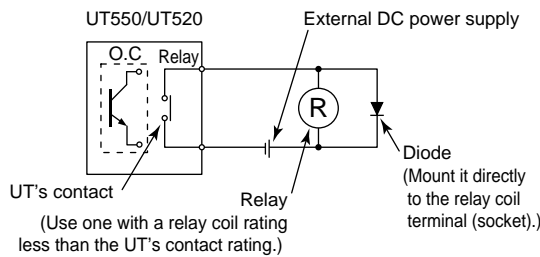 UT550/UT520
External DC power supply
O.C
Relay
R
Diode
(Mount it directly
to the relay coil
terminal (socket).)
UT's contact
Relay
(Use one with a relay coil rating
less than the UT's contact rating.)